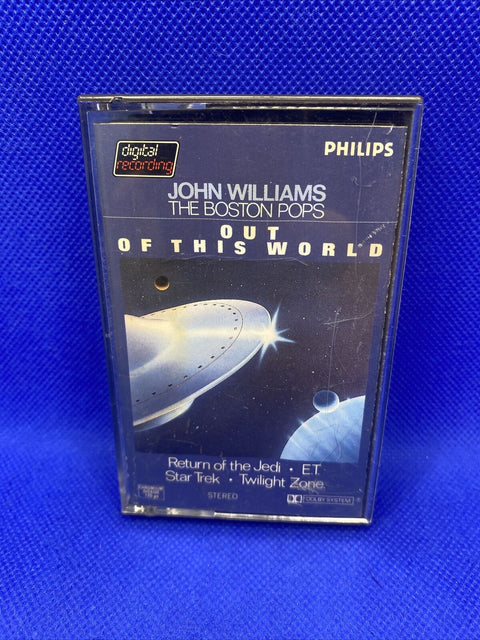 digital
recording
PHILIPS
JOHN WILLIAMS
THE BOSTON POPS
OUT
OF THIS WORLD
Return of the Jedi · E.T.
Star Trek · Twilight Zone
STEREO
DOLBY SYSTEM